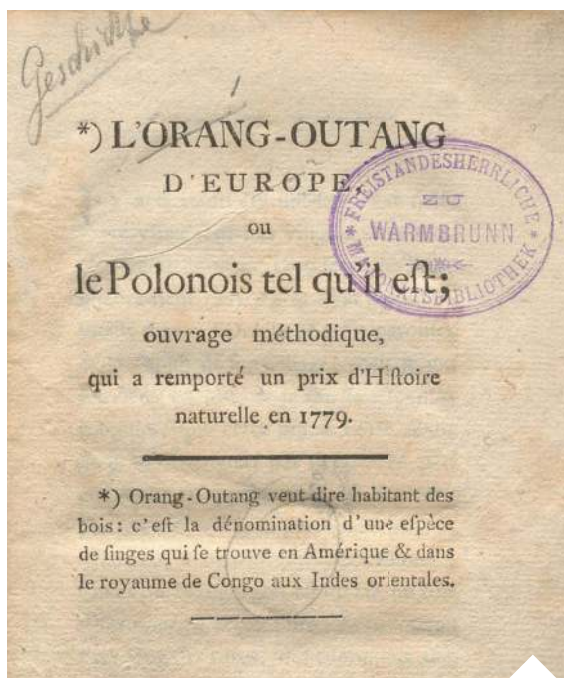 Geschichte
*) L'ORANG-OUTANG
D'EUROPE,
ou
le Polonois tel qu'il eſt;
ouvrage méthodique,
qui a remporté un prix d'H ſtoire
naturelle en 1779.
*) Orang-Outang veut dire habitant des
bois: c'eſt la dénomination d'une eſpèce
de ſinges qui ſe trouve en Amérique & dans
le royaume de Congo aux Indes orientales.
* FREISTANDESHERRLICHE *
ZU
WARMBRUNN
MAJORATSBIBLIOTHEK